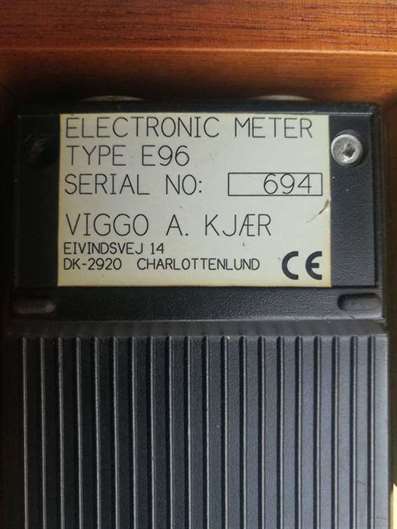 ELECTRONIC METER
TYPE E96
SERIAL NO: 694
VIGGO A. KJÆR
EIVINDSVEJ 14
DK-2920 CHARLOTTENLUND CE